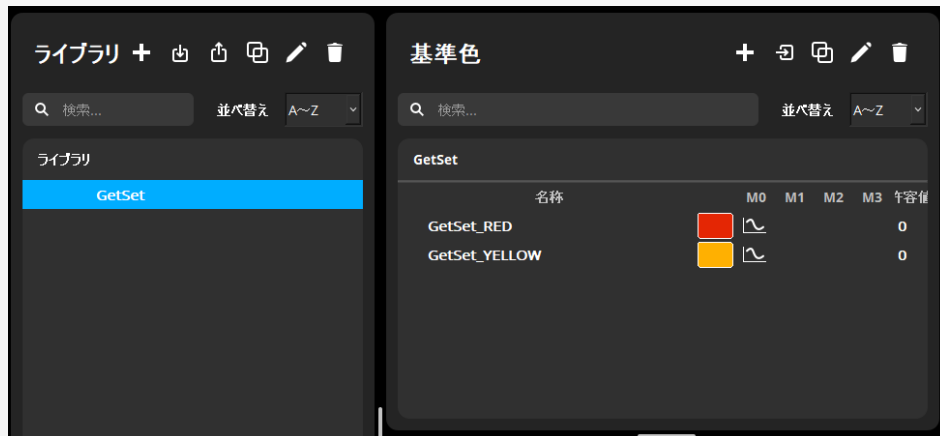 ライブラリ
検索...
並べ替え A～Z
ライブラリ
GetSet
基準色
検索...
並べ替え A～Z
GetSet
名称 M0 M1 M2 M3
GetSet_RED 0
GetSet_YELLOW 0